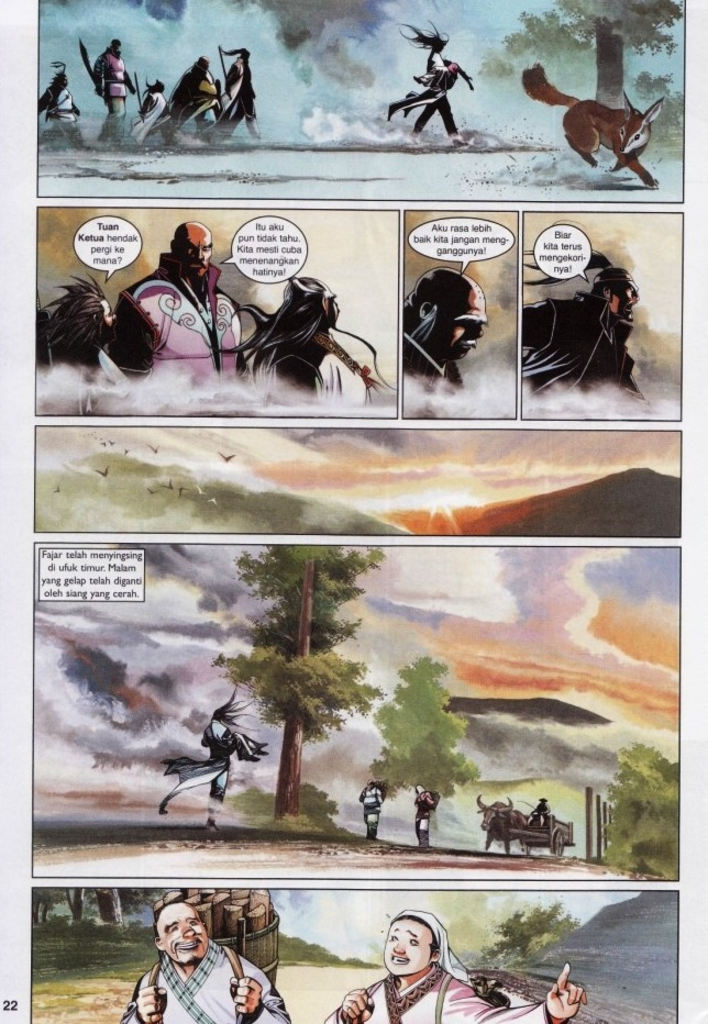 Tuan
Ketua hendak
pergi ke
mana?
Itu aku
pun tidak tahu.
Kita mesti cuba
menenangkan
hatinya!
Aku rasa lebih
baik kita jangan meng-
ganggunya!
Biar
kita terus
mengekori-
nya!
Fajar telah menyingsing
di ufuk timur. Malam
yang gelap telah diganti
oleh siang yang cerah.
22